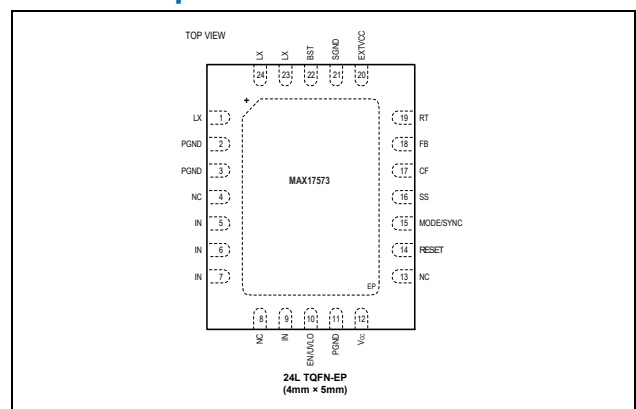 TOP VIEW
LX
LX
BST
SGND
EXTVCC
24
23
22
21
20
+
LX 1
PGND 2
PGND 3
NC 4
IN 5
IN 6
IN 7
MAX17573
19 RT
18 FB
17 CF
16 SS
15 MODE/SYNC
14 RESET
13 NC
EP
8
9
10
11
12
NC
IN
EN/UVLO
PGND
VCC
24L TQFN-EP
(4mm × 5mm)